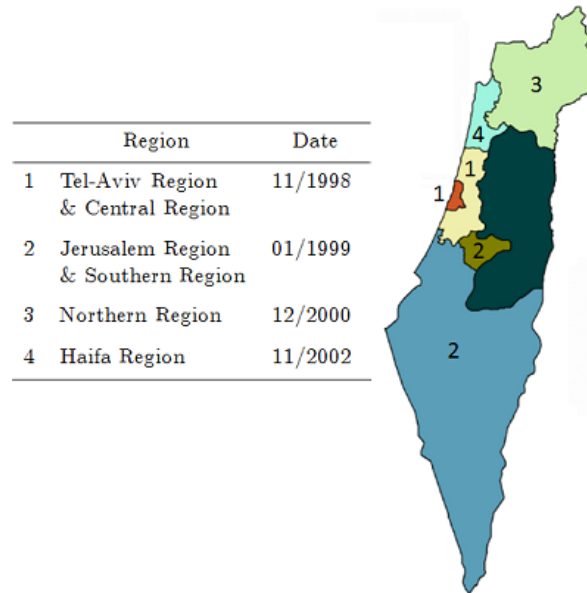 Region Date
1 Tel-Aviv Region 11/1998
& Central Region
2 Jerusalem Region 01/1999
& Southern Region
3 Northern Region 12/2000
4 Haifa Region 11/2002
3
4
1
1
2
2